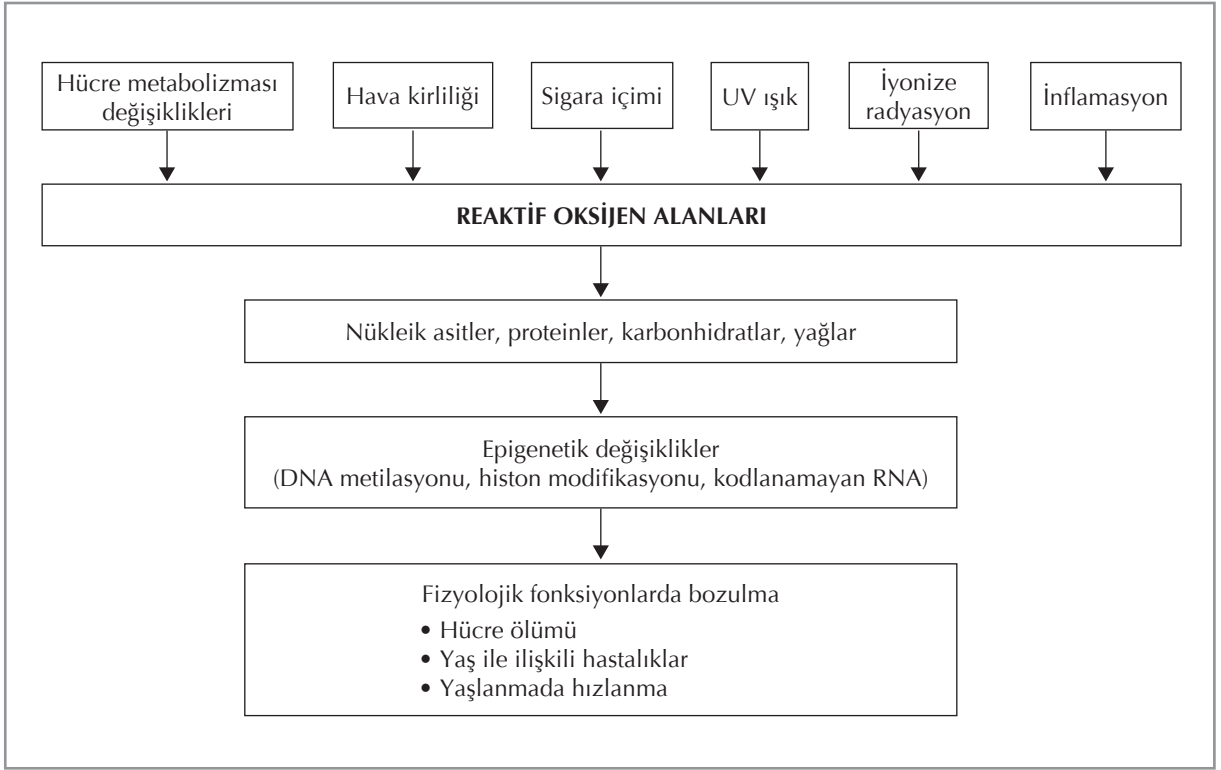 Hücre metabolizması
değişiklikleri
Hava kirliliği
Sigara içimi
UV ışık
İyonize
radyasyon
İnflamasyon
REAKTİF OKSİJEN ALANLARI
Nükleik asitler, proteinler, karbonhidratlar, yağlar
Epigenetik değişiklikler
(DNA metilasyonu, histon modifikasyonu, kodlanamayan RNA)
Fizyolojik fonksiyonlarda bozulma
• Hücre ölümü
• Yaş ile ilişkili hastalıklar
• Yaşlanmada hızlanma